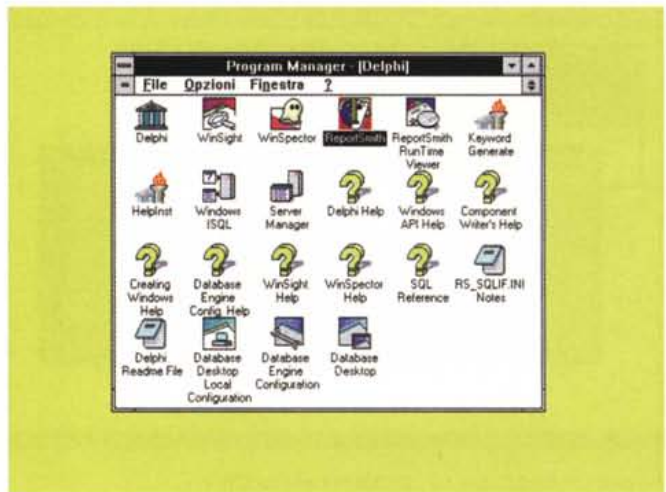 Program Manager - [Delphi]
File Opzioni Finestra ?
Delphi
WinSight
WinSpector
ReportSmith
ReportSmith
RunTime
Viewer
Keyword
Generate
HelpInst
Windows
ISQL
Server
Manager
Delphi Help
Windows
API Help
Component
Writer's Help
Creating
Windows
Help
Database
Engine
Config. Help
WinSight
Help
WinSpector
Help
SQL
Reference
RS_SQLIF.INI
Notes
Delphi
Readme File
Database
Desktop
Local
Configuration
Database
Engine
Configuration
Database
Desktop